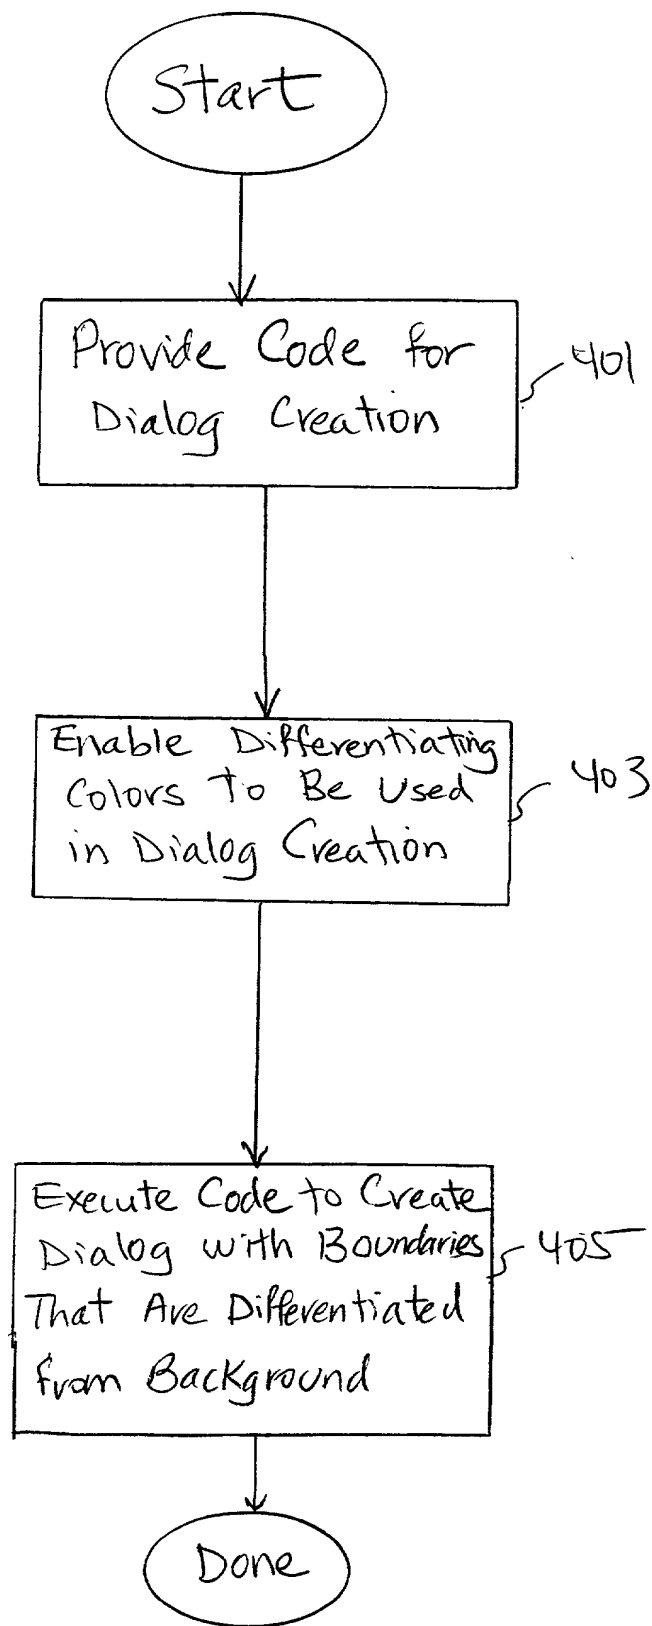 Start
Provide Code for
Dialog Creation
401
Enable Differentiating
Colors To Be Used
in Dialog Creation
403
Execute Code to Create
Dialog with Boundaries
That Are Differentiated
from Background
405
Done